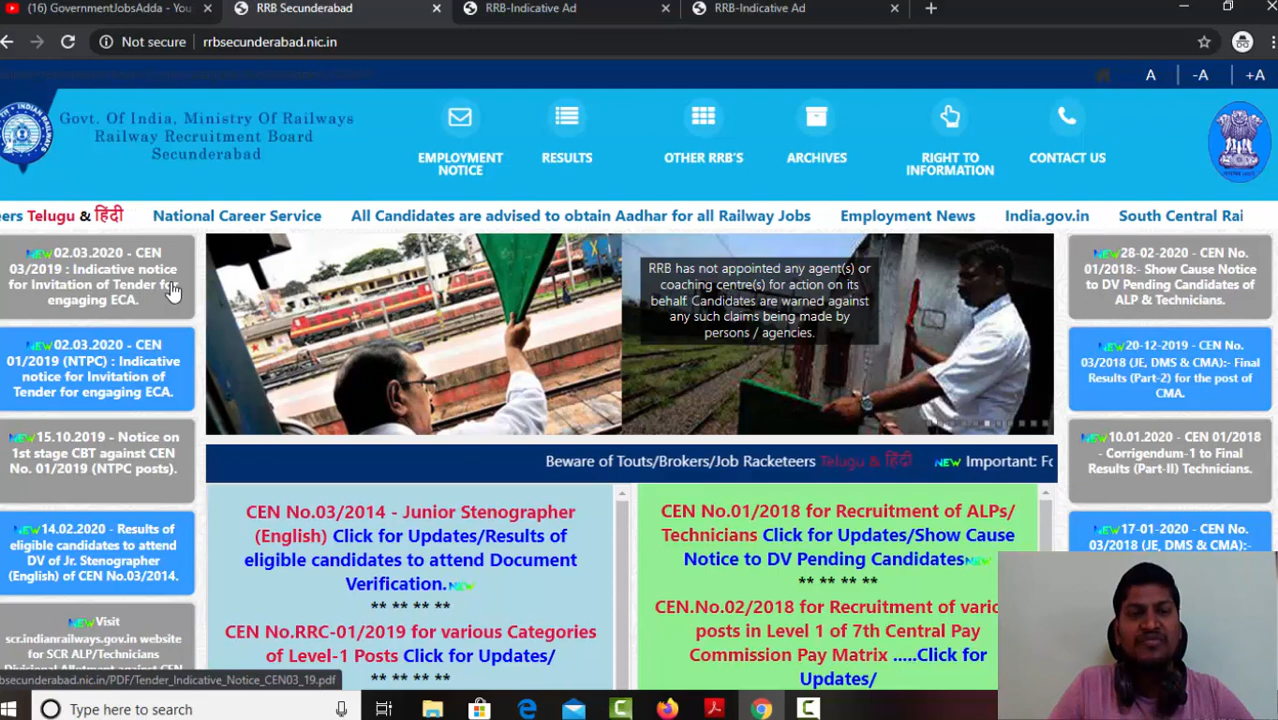 (16) GovernmentJobsAdda - You
RRB Secunderabad
RRB-Indicative Ad
RRB-Indicative Ad
Not secure
rrbsecunderabad.nic.in
A
-A
+A
Govt. Of India, Ministry Of Railways
Railway Recruitment Board
Secunderabad
EMPLOYMENT
NOTICE
RESULTS
OTHER RRB'S
ARCHIVES
RIGHT TO
INFORMATION
CONTACT US
INDIAN RAILWAYS
eers Telugu & हिंदी
National Career Service
All Candidates are advised to obtain Aadhar for all Railway Jobs
Employment News
India.gov.in
South Central Rai
NEW 02.03.2020 - CEN
03/2019 : Indicative notice
for Invitation of Tender for
engaging ECA.
NEW 02.03.2020 - CEN
01/2019 (NTPC) : Indicative
notice for Invitation of
Tender for engaging ECA.
NEW 15.10.2019 - Notice on
1st stage CBT against CEN
No. 01/2019 (NTPC posts).
NEW 14.02.2020 - Results of
eligible candidates to attend
DV of Jr. Stenographer
(English) of CEN No.03/2014.
NEW Visit
scr.indianrailways.gov.in website
for SCR ALP/Technicians
Divisional Allotment against CEN
RRB has not appointed any agent(s) or
coaching centre(s) for action on its
behalf. Candidates are warned against
any such claims being made by
persons / agencies.
Beware of Touts/Brokers/Job Racketeers Telugu & हिंदी
NEW Important: Fo
CEN No.03/2014 - Junior Stenographer
(English) Click for Updates/Results of
eligible candidates to attend Document
Verification. NEW
** ** ** **
CEN No.RRC-01/2019 for various Categories
of Level-1 Posts Click for Updates/
** ** ** **
CEN No.01/2018 for Recruitment of ALPs/
Technicians Click for Updates/Show Cause
Notice to DV Pending Candidates NEW
** ** ** **
CEN.No.02/2018 for Recruitment of vario
posts in Level 1 of 7th Central Pay
Commission Pay Matrix .....Click for
Updates/
NEW 28-02-2020 - CEN No.
01/2018:- Show Cause Notice
to DV Pending Candidates of
ALP & Technicians.
NEW 20-12-2019 - CEN No.
03/2018 (JE, DMS & CMA):- Final
Results (Part-2) for the post of
CMA.
NEW 10.01.2020 - CEN 01/2018
- Corrigendum-1 to Final
Results (Part-II) Technicians.
NEW 17-01-2020 - CEN No.
03/2018 (JE, DMS & CMA):-
bsecunderabad.nic.in/PDF/Tender_Indicative_Notice_CEN03_19.pdf
Type here to search